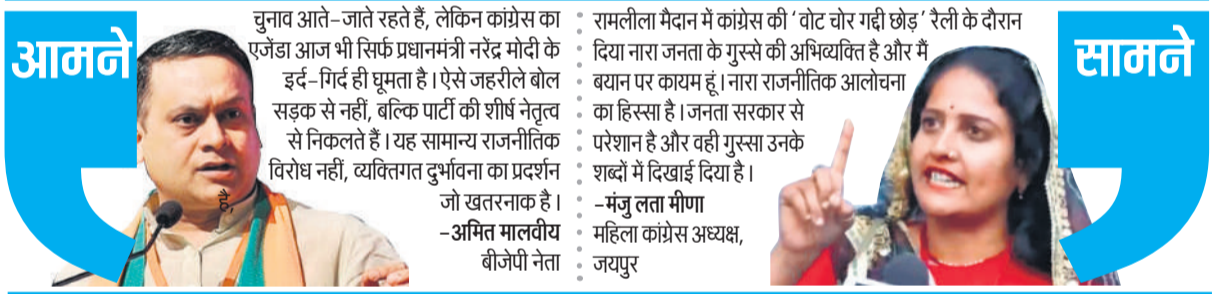 आमने
चुनाव आते-जाते रहते हैं, लेकिन कांग्रेस का
एजेंडा आज भी सिर्फ प्रधानमंत्री नरेंद्र मोदी के
इर्द-गिर्द ही घूमता है। ऐसे जहरीले बोल
सड़क से नहीं, बल्कि पार्टी की शीर्ष नेतृत्व
से निकलते हैं। यह सामान्य राजनीतिक
विरोध नहीं, व्यक्तिगत दुर्भावना का प्रदर्शन
है,
जो खतरनाक है।
-अमित मालवीय
बीजेपी नेता
रामलीला मैदान में कांग्रेस की ‘वोट चोर गद्दी छोड़’ रैली के दौरान
दिया नारा जनता के गुस्से की अभिव्यक्ति है और मैं
बयान पर कायम हूं। नारा राजनीतिक आलोचना
का हिस्सा है। जनता सरकार से
परेशान है और वही गुस्सा उनके
शब्दों में दिखाई दिया है।
-मंजु लता मीणा
महिला कांग्रेस अध्यक्ष,
जयपुर
सामने